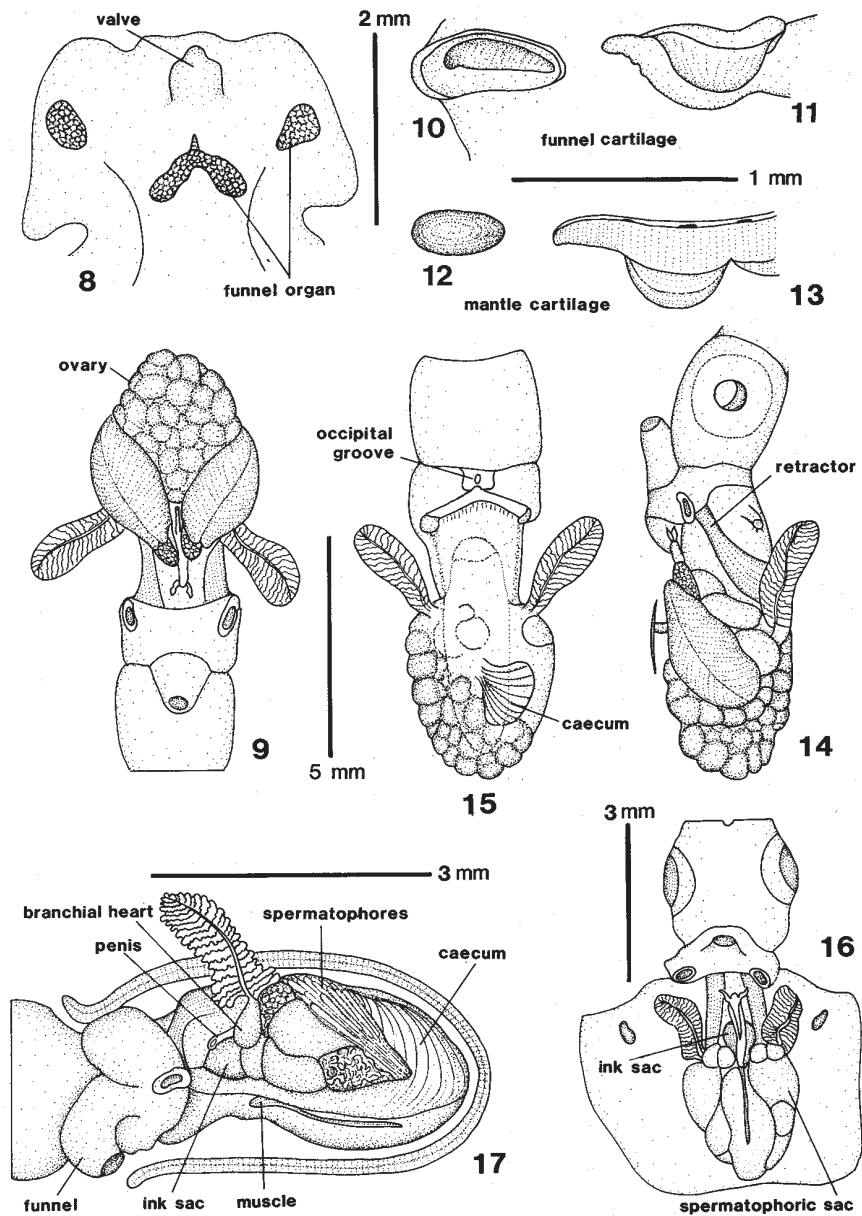 valve
2 mm
8
funnel organ
10
11
funnel cartilage
1 mm
12
13
mantle cartilage
ovary
9
5 mm
occipital
groove
caecum
15
retractor
14
3 mm
branchial heart
penis
spermatophores
caecum
funnel
ink sac
muscle
17
3 mm
16
ink sac
spermatophoric sac